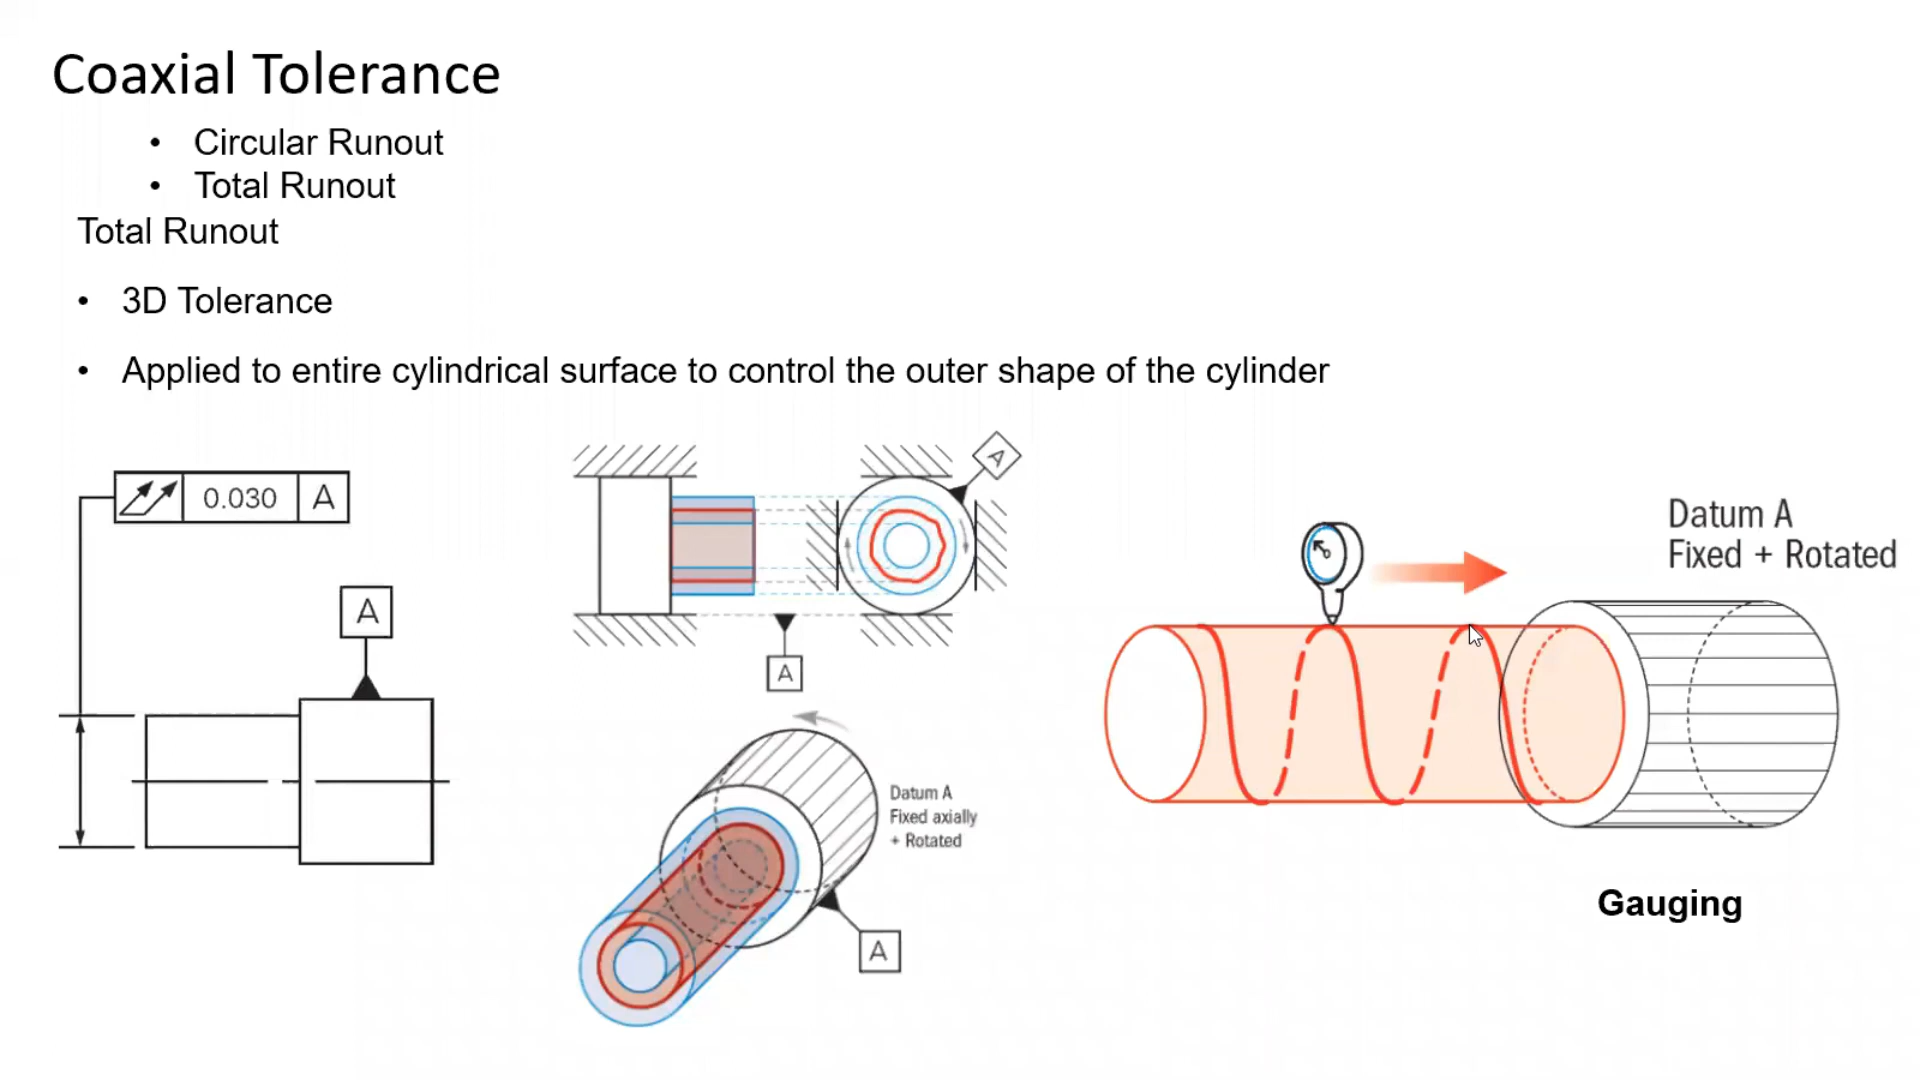 Coaxial Tolerance
• Circular Runout
• Total Runout
Total Runout
• 3D Tolerance
• Applied to entire cylindrical surface to control the outer shape of the cylinder
0.030 A
A
A
A
Datum A
Fixed axially
+ Rotated
A
Datum A
Fixed + Rotated
Gauging